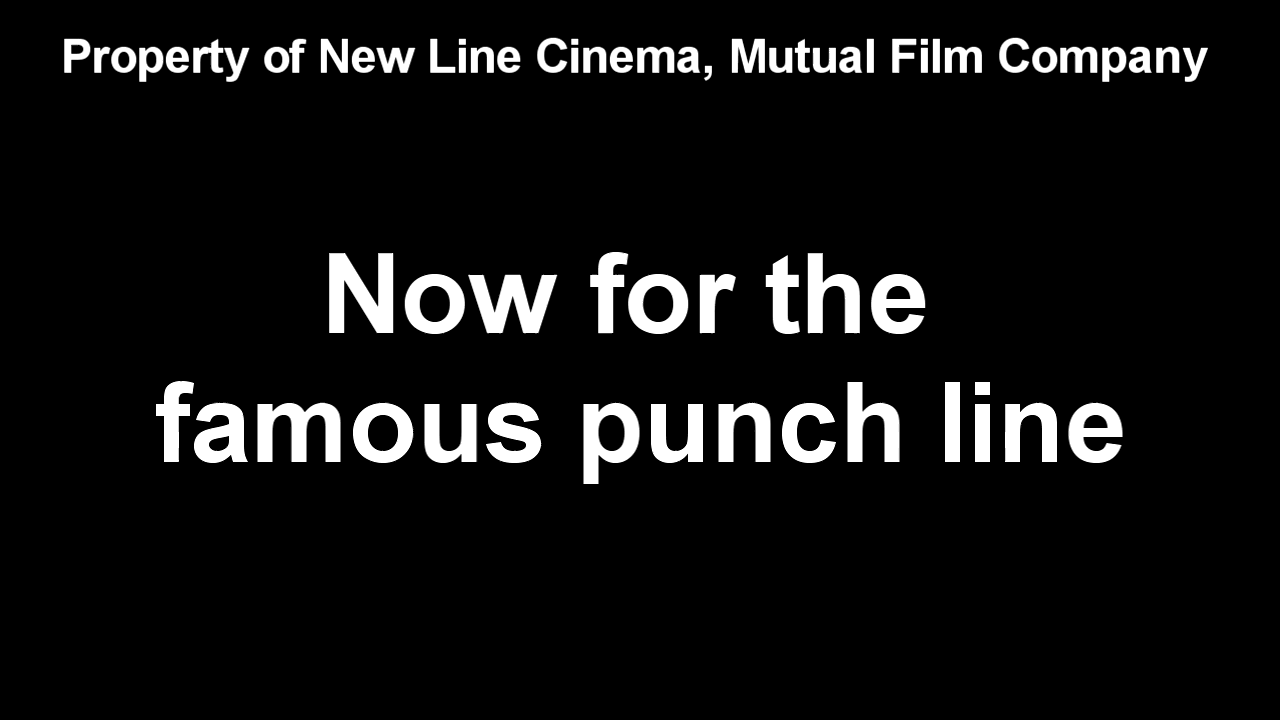 Property of New Line Cinema, Mutual Film Company
Now for the
famous punch line